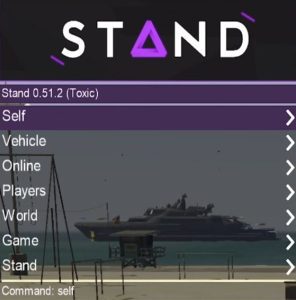 STAND
Stand 0.51.2 (Toxic)
Self
Vehicle
Online
Players
World
Game
Stand
Command: self